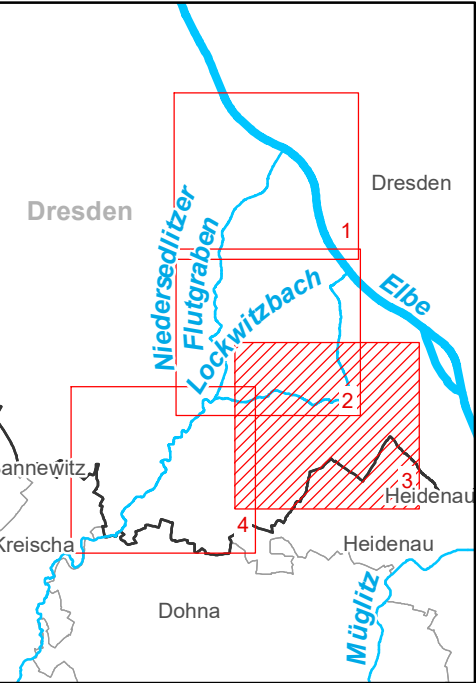 Dresden
Dresden
1
Niedersedlitzer
Flutgraben
Lockwitzbach
Elbe
2
3
annewitz
Heidenau
4
Kreischa
Heidenau
Dohna
Müglitz